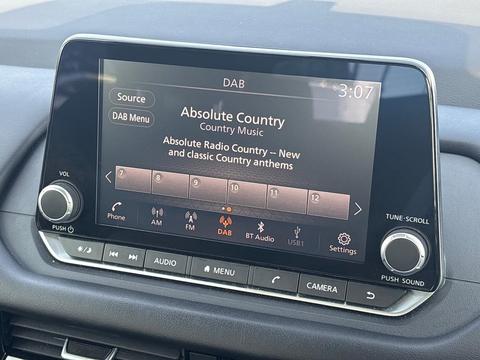 DAB
3:07
Source
DAB Menu
Absolute Country
Country Music
Absolute Radio Country -- New
and classic Country anthems
7 8 9 10 11 12
Phone
AM
FM
DAB
BT Audio
USB1
Settings
VOL
PUSH
TUNE·SCROLL
PUSH SOUND
AUDIO
MENU
CAMERA